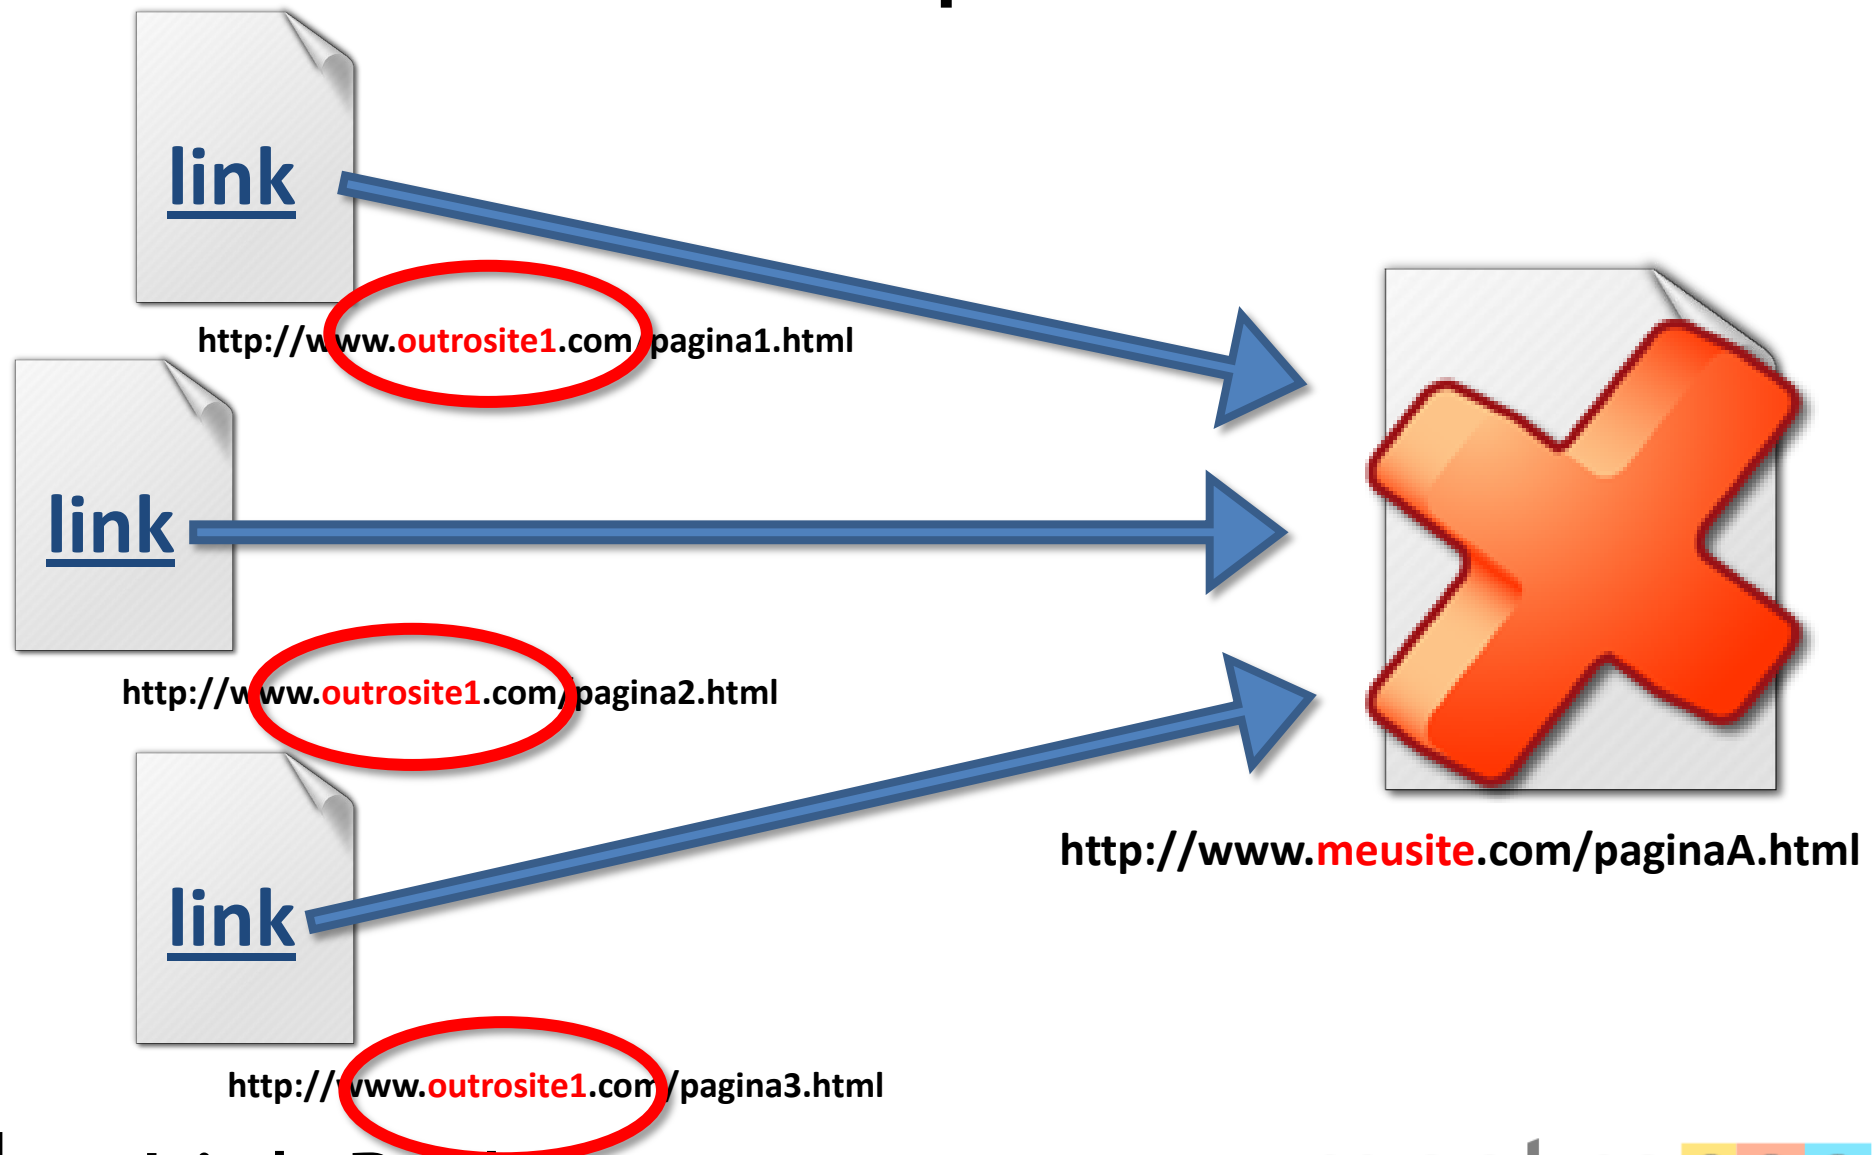 link
http://www.outrosite1.com/pagina1.html
link
http://www.outrosite1.com/pagina2.html
http://www.meusite.com/paginaA.html
link
http://www.outrosite1.com/pagina3.html